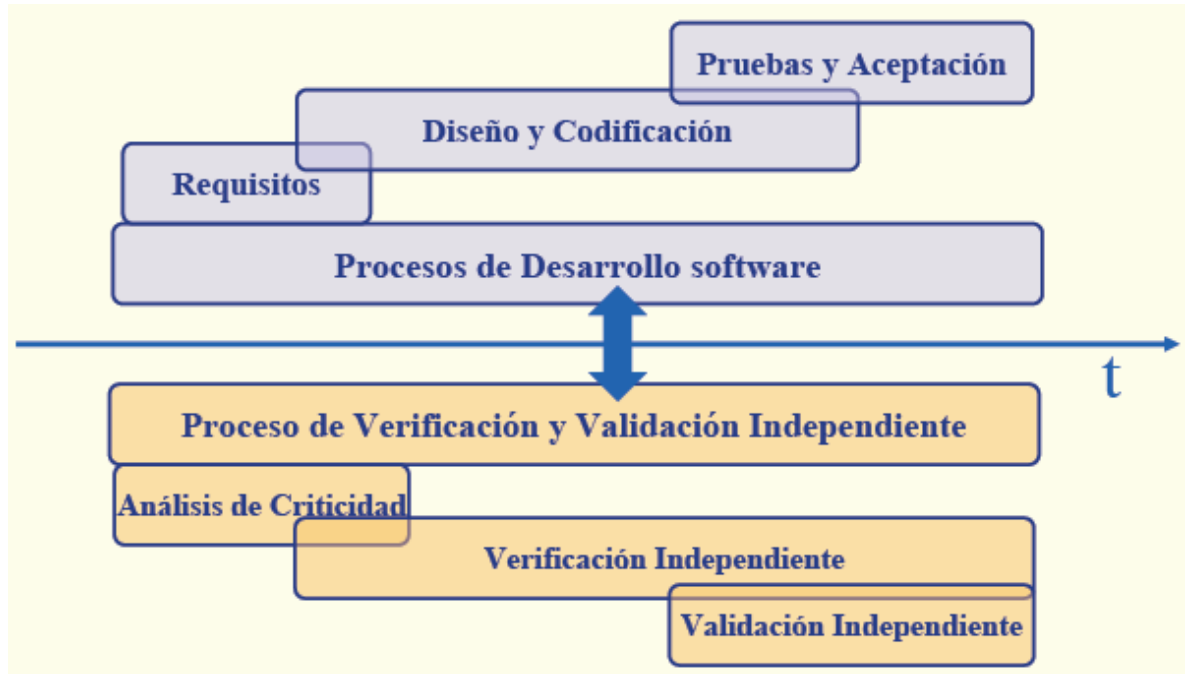 Pruebas y Aceptación
Diseño y Codificación
Requisitos
Procesos de Desarrollo software
t
Proceso de Verificación y Validación Independiente
Análisis de Criticidad
Verificación Independiente
Validación Independiente